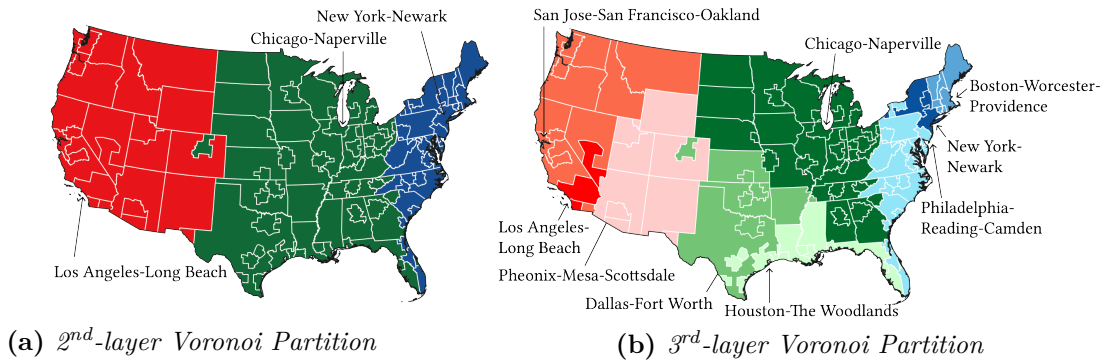 New York-Newark
Chicago-Naperville
Los Angeles-Long Beach
(a) 2nd-layer Voronoi Partition
San Jose-San Francisco-Oakland
Chicago-Naperville
Boston-Worcester-
Providence
New York-
Newark
Philadelphia-
Reading-Camden
Los Angeles-
Long Beach
Pheonix-Mesa-Scottsdale
Dallas-Fort Worth
Houston-The Woodlands
(b) 3rd-layer Voronoi Partition